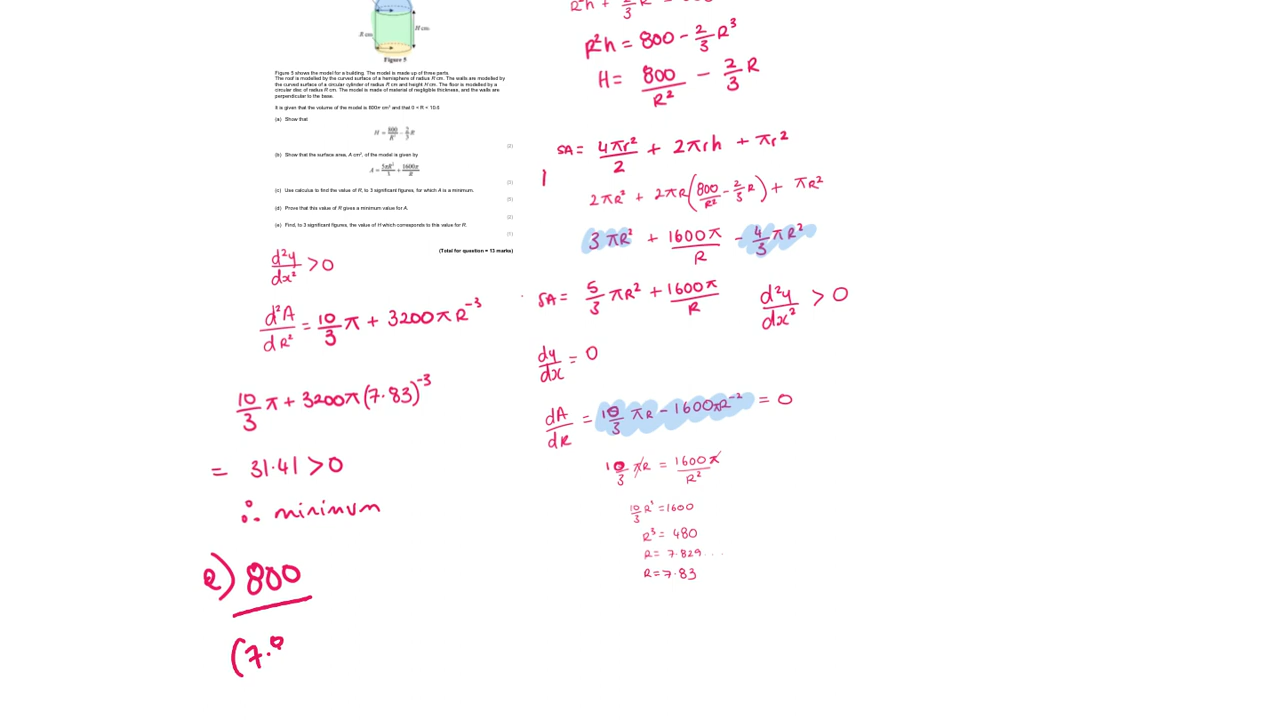 R cm
H cm
Figure 5
Figure 5 shows the model for a building. The model is made up of three parts.
The roof is modelled by the curved surface of a hemisphere of radius R cm. The walls are modelled by
the curved surface of a circular cylinder of radius R cm and height H cm. The floor is modelled by a
circular disc of radius R cm. The model is made of material of negligible thickness, and the walls are
perpendicular to the base.
It is given that the volume of the model is 800π cm³ and that 0 < R < 10.6
(a) Show that
H = 800/R² − 2/3 R
(2)
(b) Show that the surface area, A cm², of the model is given by
A = 5πR²/3 + 1600π/R
(3)
(c) Use calculus to find the value of R, to 3 significant figures, for which A is a minimum.
(5)
(d) Prove that this value of R gives a minimum value for A.
(2)
(e) Find, to 3 significant figures, the value of H which corresponds to this value for R.
(1)
(Total for question = 13 marks)
d²y/dx² > 0
d²A/dR² = 10/3 π + 3200πR⁻³
10/3 π + 3200π(7.83)⁻³
= 31.41 > 0
∴ minimum
e) 800
(7.8
R²h = 800 − 2/3 R³
H = 800/R² − 2/3 R
SA = 4πr²/2 + 2πrh + πr²
2πR² + 2πR(800/R² − 2/3 R) + πR²
3πR² + 1600π/R − 4/3 πR²
SA = 5/3 πR² + 1600π/R
d²y/dx² > 0
dy/dx = 0
dA/dR = 10/3 πR − 1600πR⁻² = 0
10/3 πR = 1600π/R²
10/3 R³ = 1600
R³ = 480
R = 7.829...
R = 7.83